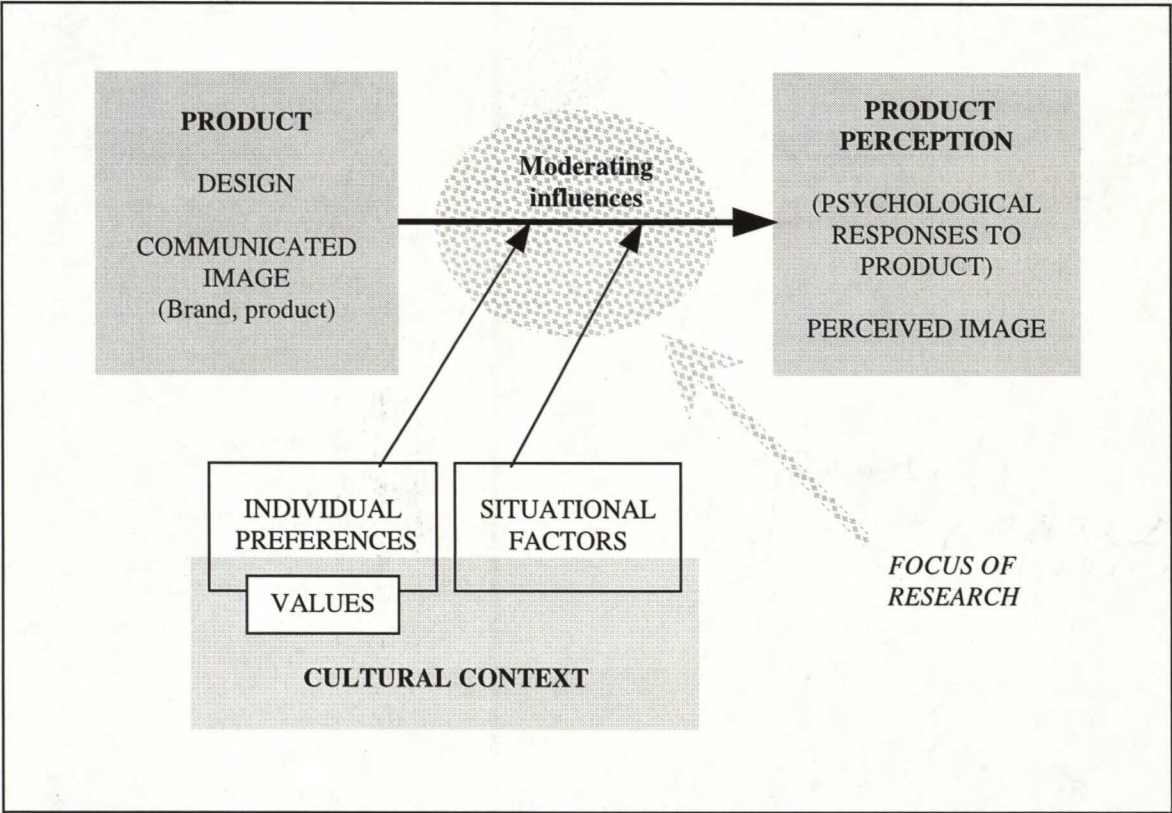 PRODUCT
DESIGN
COMMUNICATED
IMAGE
(Brand, product)
Moderating
influences
PRODUCT
PERCEPTION
(PSYCHOLOGICAL
RESPONSES TO
PRODUCT)
PERCEIVED IMAGE
INDIVIDUAL
PREFERENCES
SITUATIONAL
FACTORS
VALUES
CULTURAL CONTEXT
FOCUS OF
RESEARCH